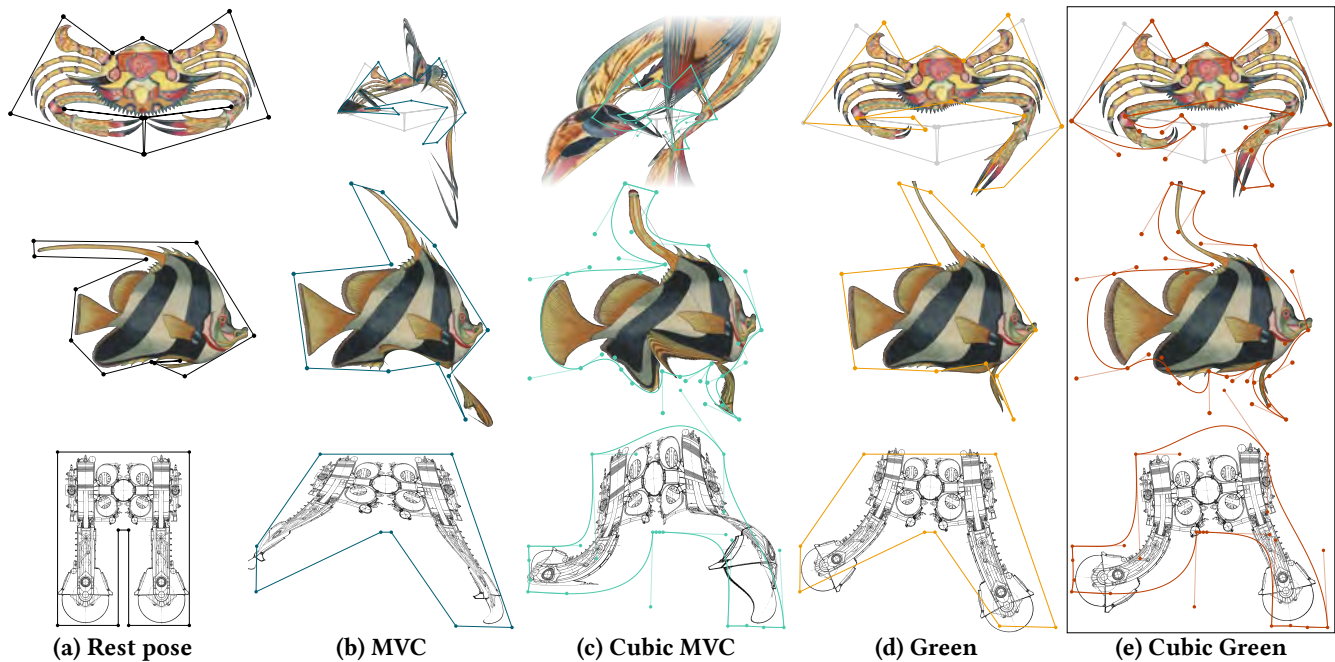 (a) Rest pose
(b) MVC
(c) Cubic MVC
(d) Green
(e) Cubic Green